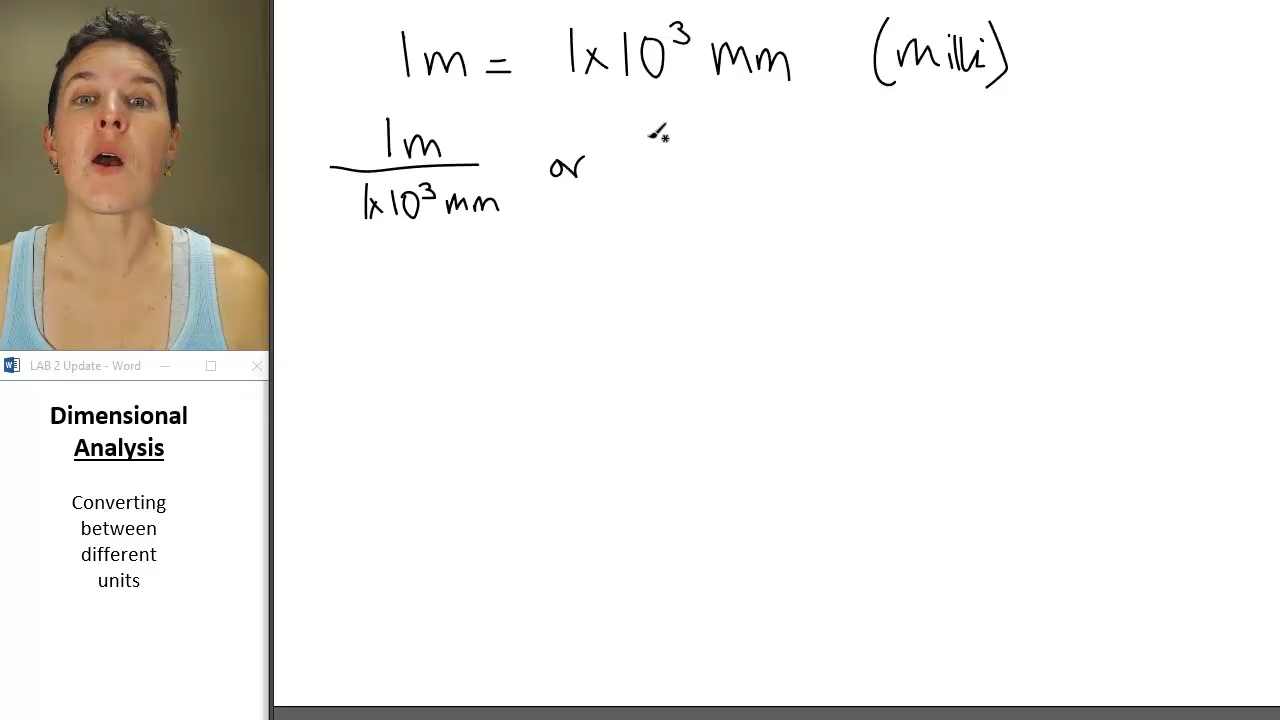 1m = 1x10³ mm (milli)
1m
1x10³ mm
or
LAB 2 Update - Word
Dimensional
Analysis
Converting
between
different
units